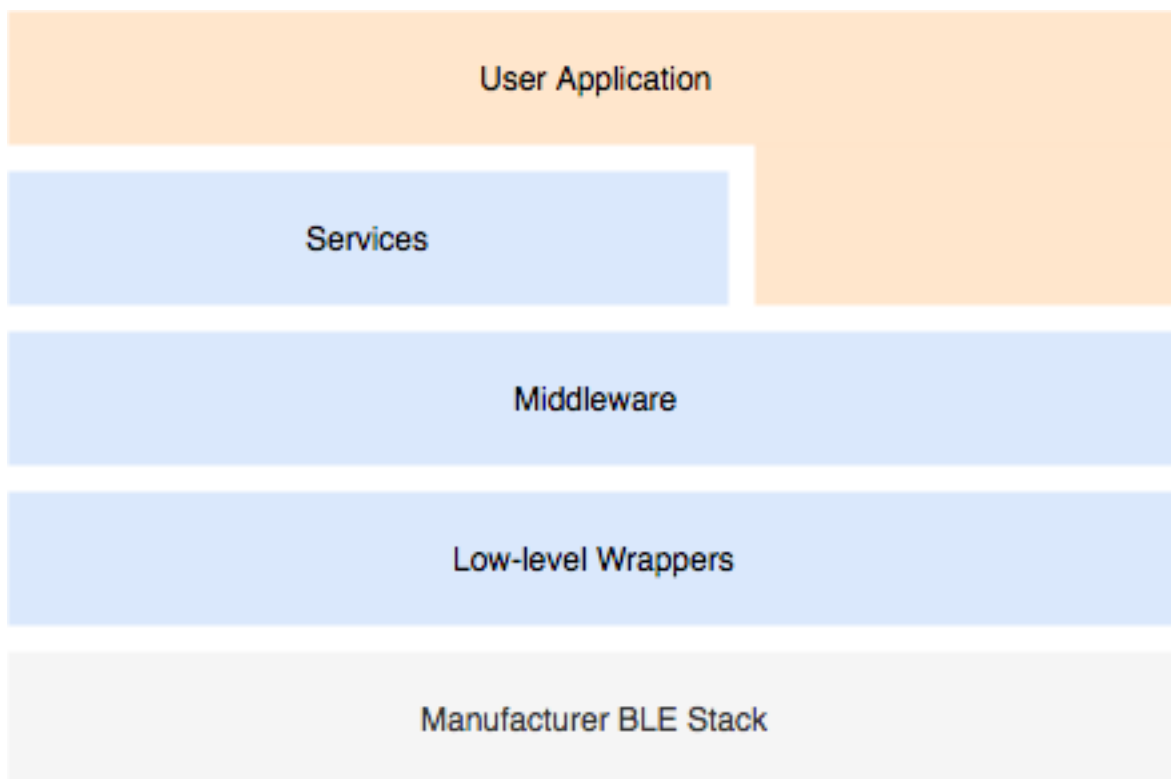 User Application
Services
Middleware
Low-level Wrappers
Manufacturer BLE Stack